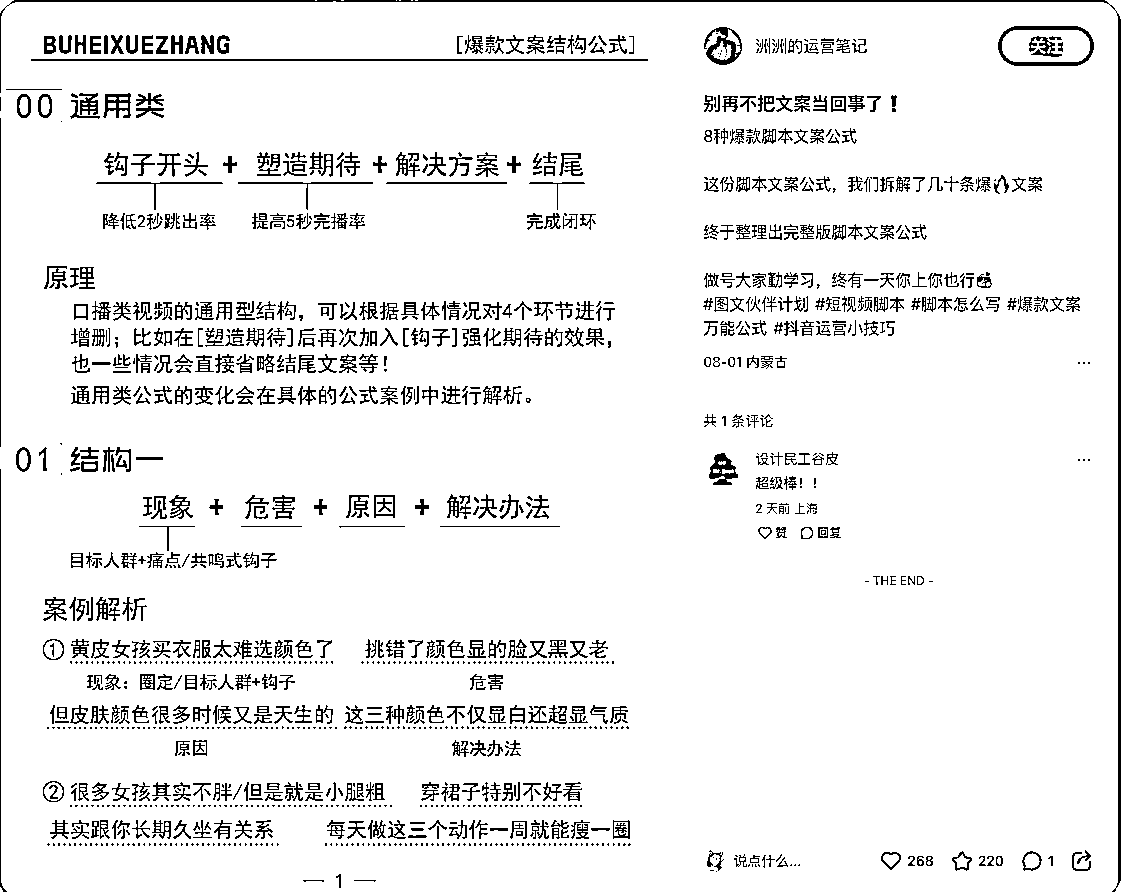 BUHEIXUEZHANG
[爆款文案结构公式]
00 通用类
钩子开头 + 塑造期待 + 解决方案 + 结尾
降低2秒跳出率 提高5秒完播率 完成闭环
原理
口播类视频的通用型结构，可以根据具体情况对4个环节进行
增删；比如在[塑造期待]后再次加入[钩子]强化期待的效果，
也一些情况会直接省略结尾文案等！
通用类公式的变化会在具体的公式案例中进行解析。
01 结构一
现象 + 危害 + 原因 + 解决办法
目标人群+痛点/共鸣式钩子
案例解析
① 黄皮女孩买衣服太难选颜色了 挑错了颜色显的脸又黑又老
现象：圈定/目标人群+钩子 危害
但皮肤颜色很多时候又是天生的 这三种颜色不仅显白还超显气质
原因 解决办法
② 很多女孩其实不胖/但是就是小腿粗 穿裙子特别不好看
其实跟你长期久坐有关系 每天做这三个动作一周就能瘦一圈
— 1 —
洲洲的运营笔记
关注
别再不把文案当回事了❗
8种爆款脚本文案公式
这份脚本文案公式，我们拆解了几十条爆🔥文案
终于整理出完整版脚本文案公式
做号大家勤学习，终有一天你上你也行
#图文伙伴计划 #短视频脚本 #脚本怎么写 #爆款文案
万能公式 #抖音运营小技巧
08-01 内蒙古
...
共 1 条评论
设计民工谷皮
...
超级棒！！
2 天前 上海
赞 回复
- THE END -
说点什么...
268 220 1